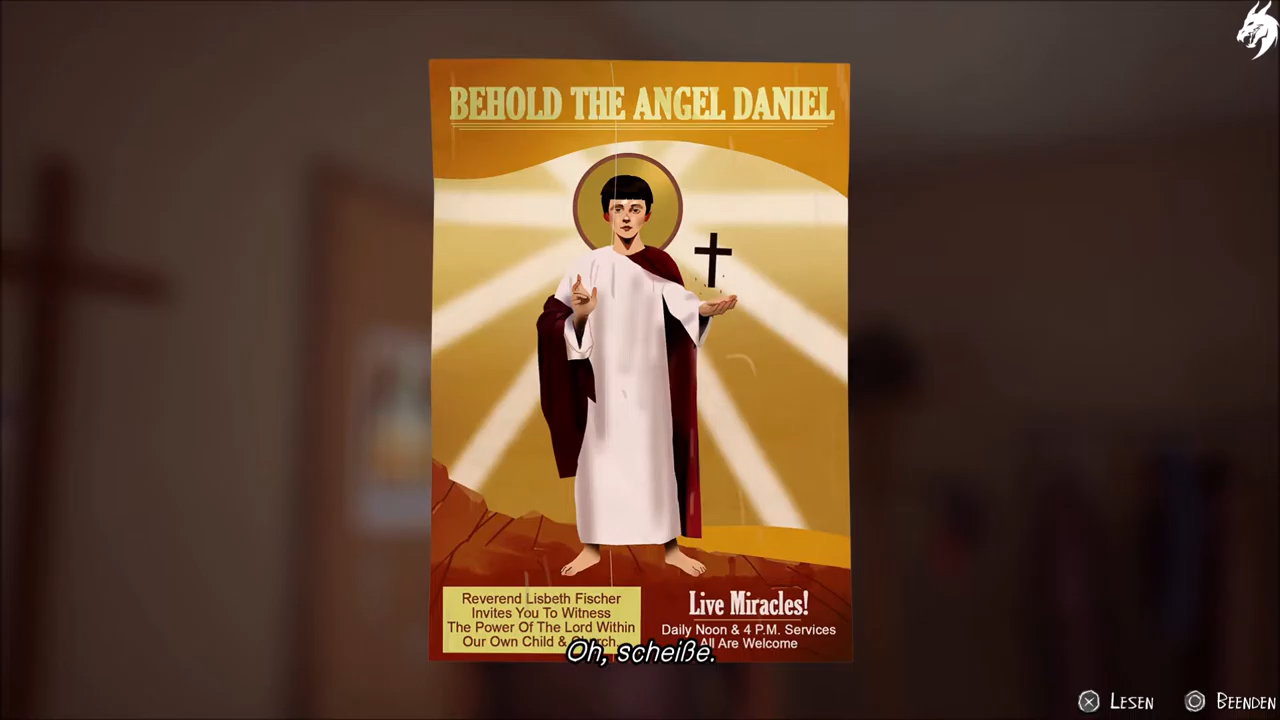 BEHOLD THE ANGEL DANIEL
Reverend Lisbeth Fischer
Invites You To Witness
The Power Of The Lord Within
Our Own Child & Church
Live Miracles!
Daily Noon & 4 P.M. Services
All Are Welcome
Oh, scheiße.
LESEN
BEENDEN